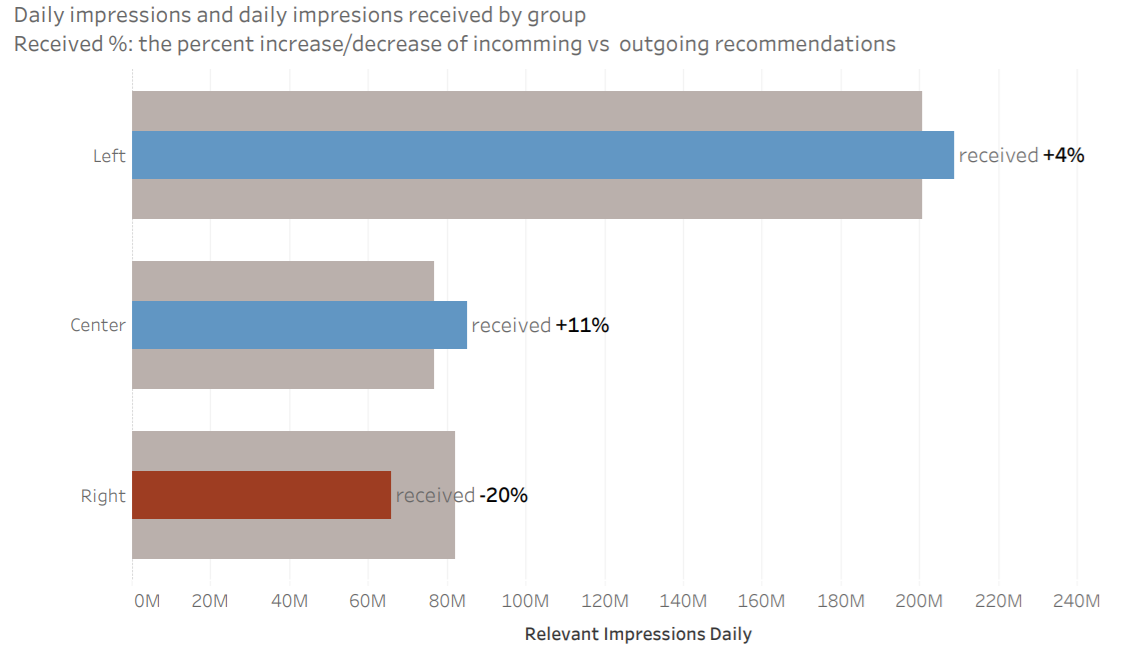 Daily impressions and daily impresions received by group
Received %: the percent increase/decrease of incomming vs  outgoing recommendations
Left
received +4%
Center
received +11%
Right
received -20%
0M 20M 40M 60M 80M 100M 120M 140M 160M 180M 200M 220M 240M
Relevant Impressions Daily